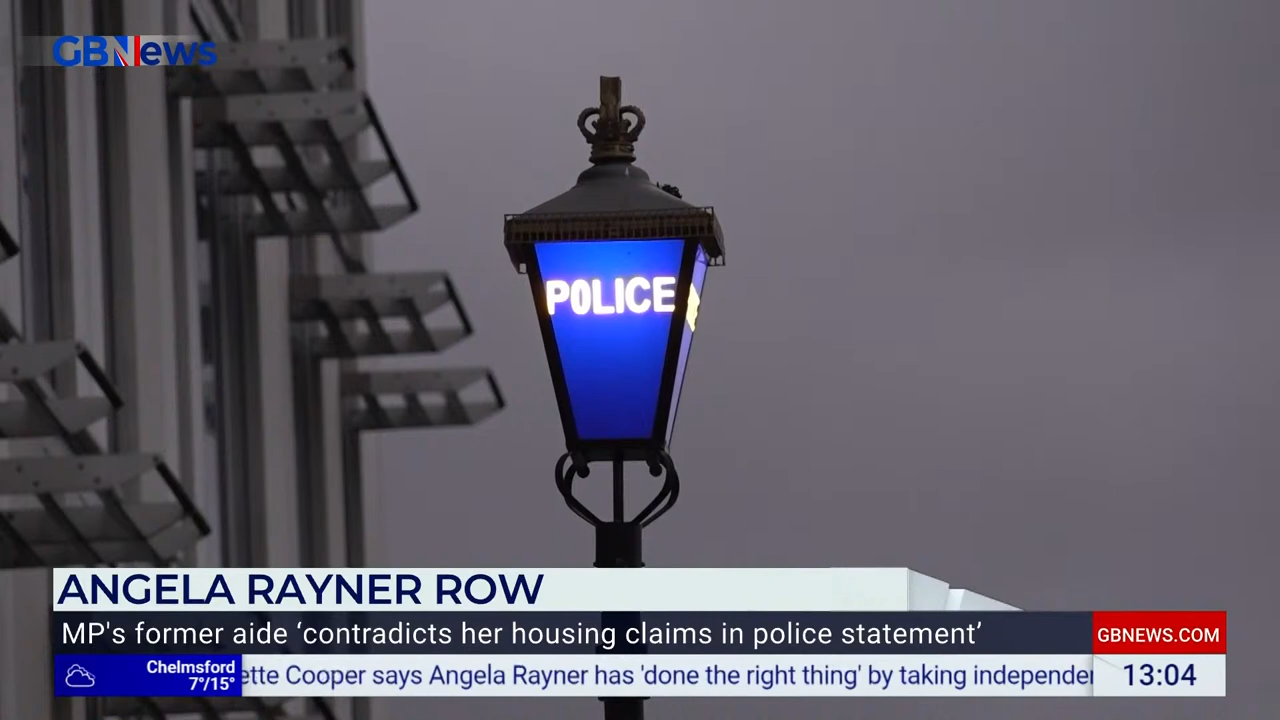 GBNews
POLICE
ANGELA RAYNER ROW
MP's former aide ‘contradicts her housing claims in police statement’
GBNEWS.COM
Chelmsford
7°/15°
ette Cooper says Angela Rayner has 'done the right thing' by taking independen
13:04